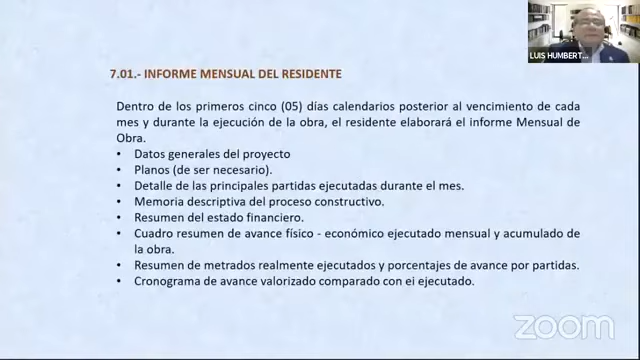 LUIS HUMBERT...
7.01.- INFORME MENSUAL DEL RESIDENTE
Dentro de los primeros cinco (05) días calendarios posterior al vencimiento de cada
mes y durante la ejecución de la obra, el residente elaborará el informe Mensual de
Obra.
• Datos generales del proyecto
• Planos (de ser necesario).
• Detalle de las principales partidas ejecutadas durante el mes.
• Memoria descriptiva del proceso constructivo.
• Resumen del estado financiero.
• Cuadro resumen de avance físico - económico ejecutado mensual y acumulado de
la obra.
• Resumen de metrados realmente ejecutados y porcentajes de avance por partidas.
• Cronograma de avance valorizado comparado con el ejecutado.
zoom